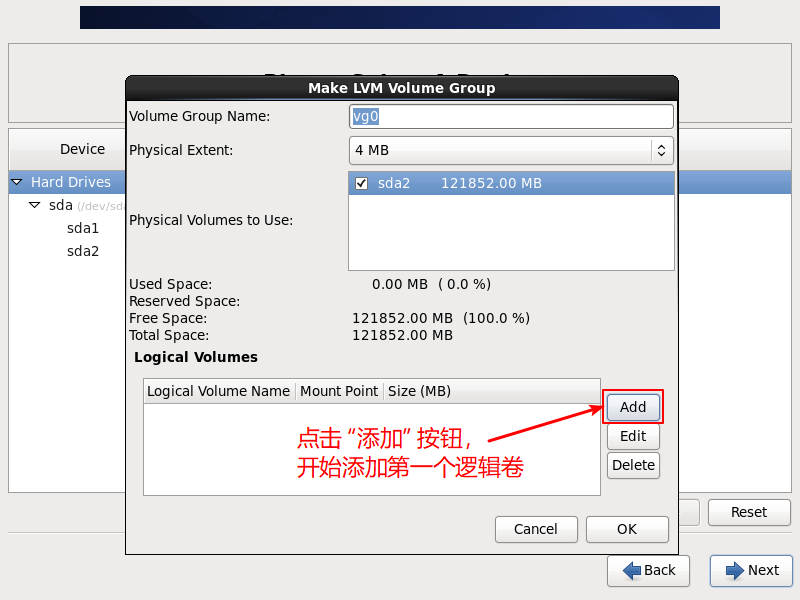 Make LVM Volume Group
Volume Group Name:
vg0
Physical Extent:
4 MB
Device
Hard Drives
sda2 121852.00 MB
sda
sda1
sda2
Physical Volumes to Use:
Used Space: 0.00 MB ( 0.0 %)
Reserved Space:
Free Space: 121852.00 MB (100.0 %)
Total Space: 121852.00 MB
Logical Volumes
Logical Volume Name Mount Point Size (MB)
Add
Edit
Delete
点击 “添加” 按钮，
开始添加第一个逻辑卷
Cancel
OK
Reset
Back
Next